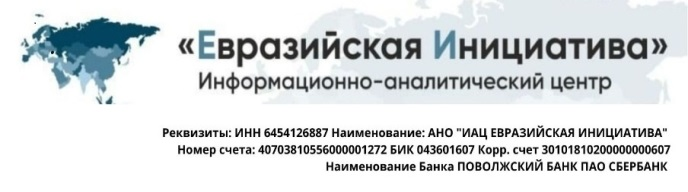 «Евразийская Инициатива»
Информационно-аналитический центр
Реквизиты: ИНН 6454126887 Наименование: АНО "ИАЦ ЕВРАЗИЙСКАЯ ИНИЦИАТИВА"
Номер счета: 40703810556000001272 БИК 043601607 Корр. счет 30101810200000000607
Наименование Банка ПОВОЛЖСКИЙ БАНК ПАО СБЕРБАНК